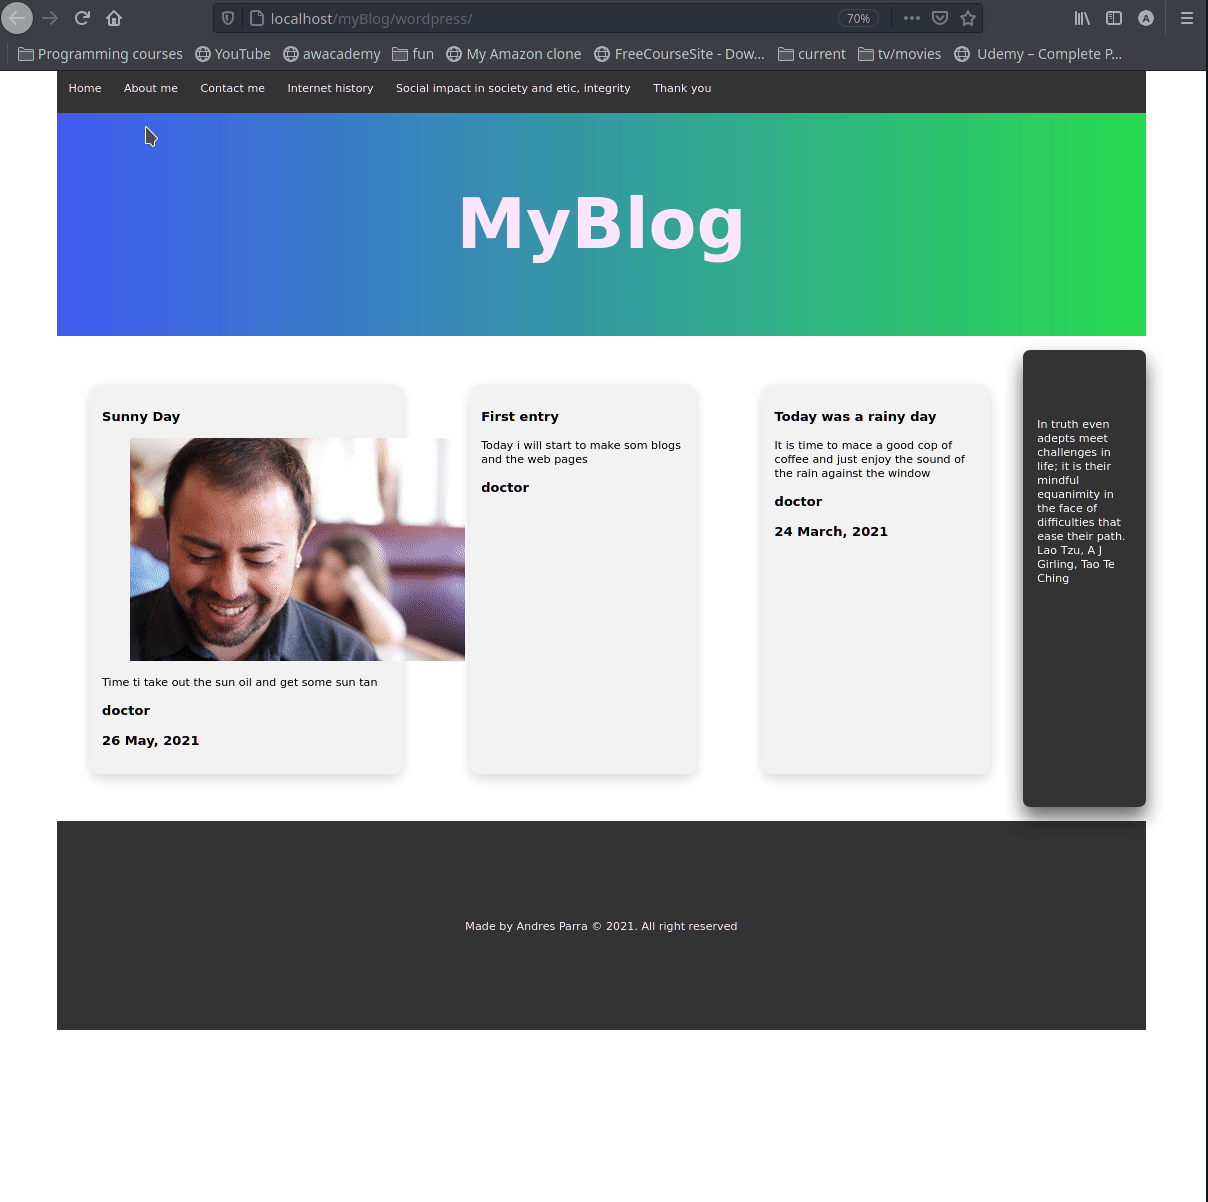 localhost/myBlog/wordpress/
70%
A
Programming courses YouTube awacademy fun My Amazon clone FreeCourseSite - Dow... current tv/movies Udemy – Complete P...
Home About me Contact me Internet history Social impact in society and etic, integrity Thank you
MyBlog
Sunny Day
Time ti take out the sun oil and get some sun tan
doctor
26 May, 2021
First entry
Today i will start to make som blogs
and the web pages
doctor
Today was a rainy day
It is time to mace a good cop of
coffee and just enjoy the sound of
the rain against the window
doctor
24 March, 2021
In truth even
adepts meet
challenges in
life; it is their
mindful
equanimity in
the face of
difficulties that
ease their path.
Lao Tzu, A J
Girling, Tao Te
Ching
Made by Andres Parra © 2021. All right reserved